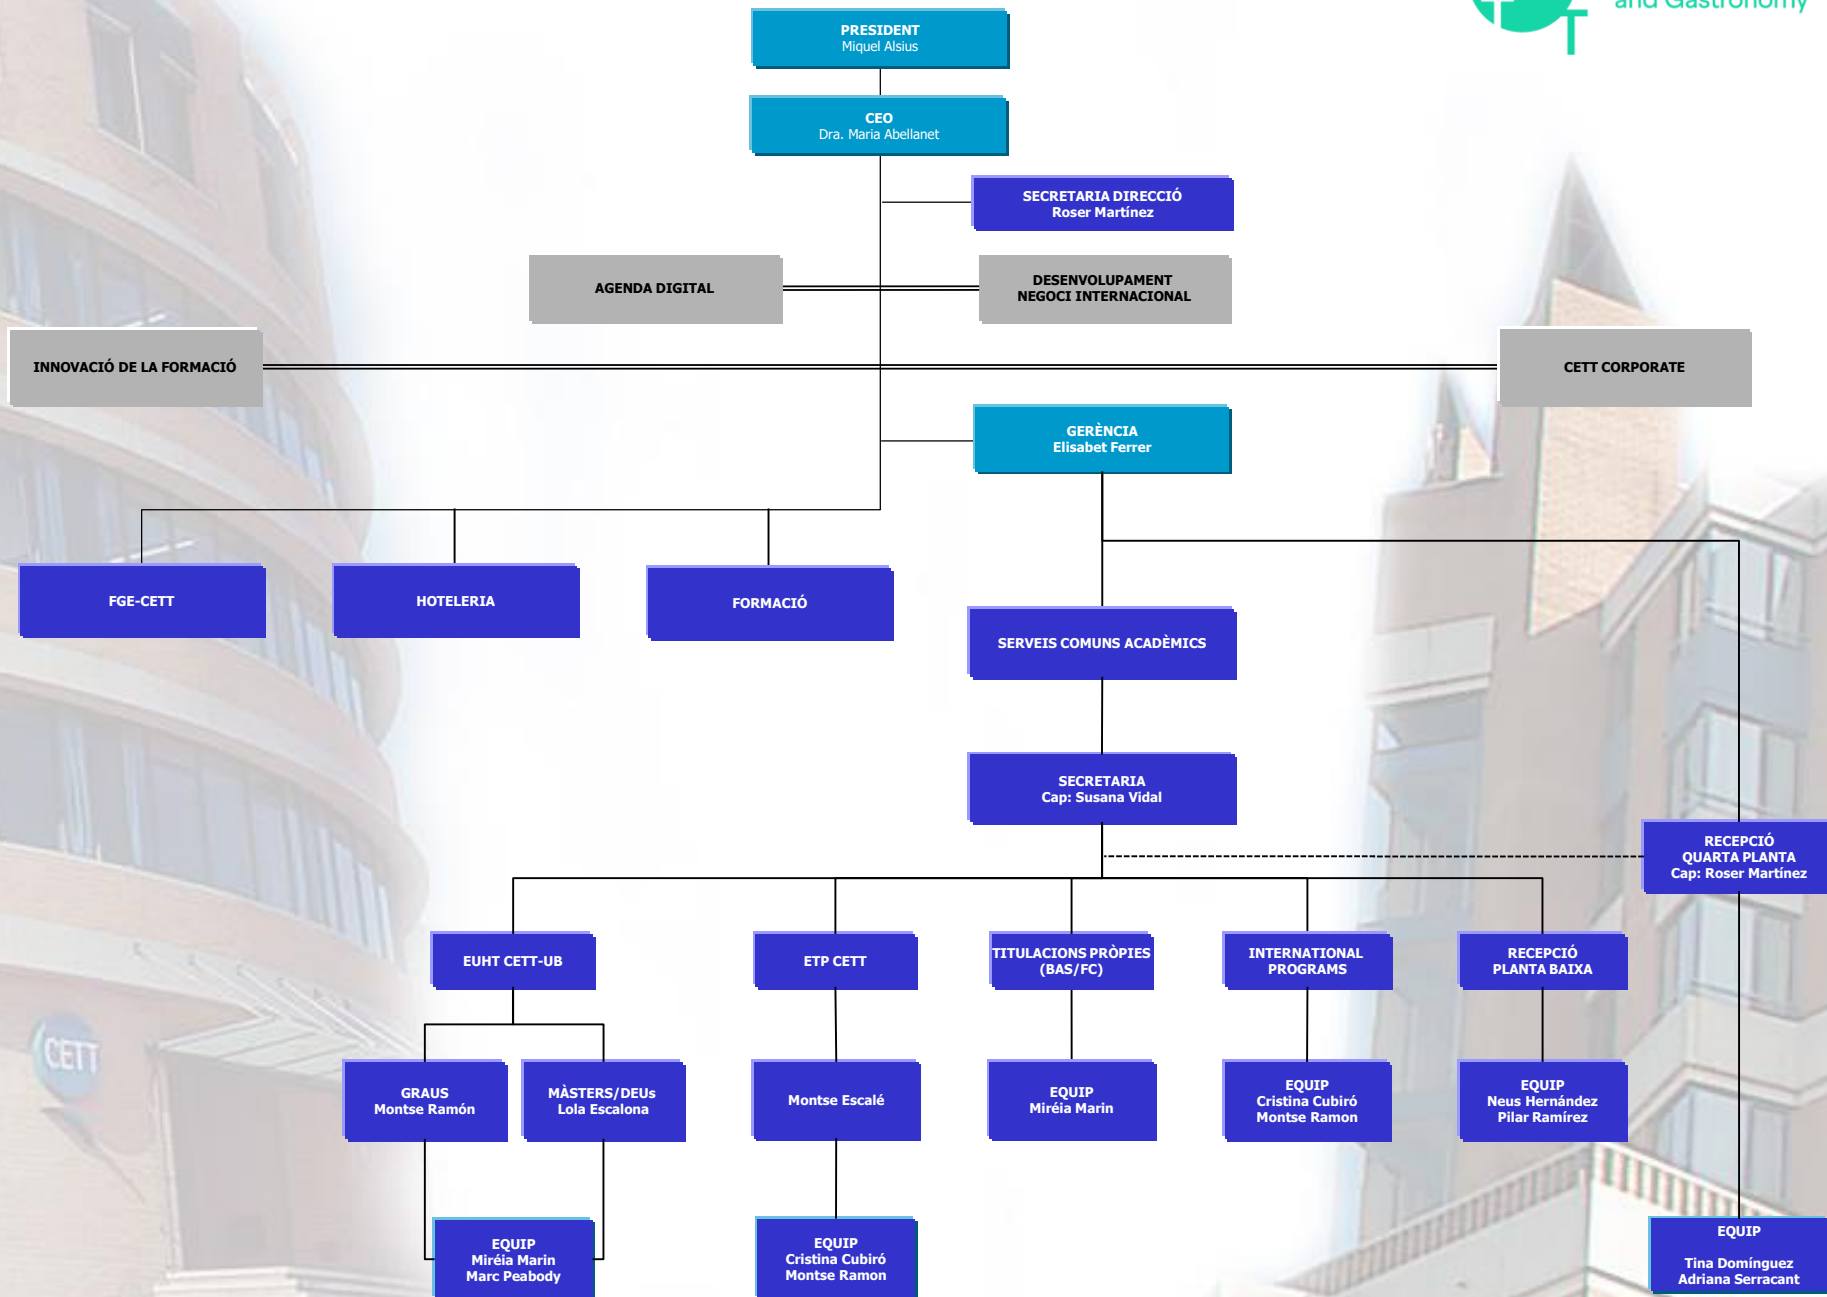 and Gastronomy
PRESIDENT
Miquel Alsius
CEO
Dra. Maria Abellanet
SECRETARIA DIRECCIÓ
Roser Martínez
AGENDA DIGITAL
DESENVOLUPAMENT
NEGOCI INTERNACIONAL
INNOVACIÓ DE LA FORMACIÓ
CETT CORPORATE
GERÈNCIA
Elisabet Ferrer
FGE-CETT
HOTELERIA
FORMACIÓ
SERVEIS COMUNS ACADÈMICS
SECRETARIA
Cap: Susana Vidal
RECEPCIÓ
QUARTA PLANTA
Cap: Roser Martínez
EUHT CETT-UB
ETP CETT
TITULACIONS PRÒPIES
(BAS/FC)
INTERNATIONAL
PROGRAMS
RECEPCIÓ
PLANTA BAIXA
CETT
GRAUS
Montse Ramón
MÀSTERS/DEUs
Lola Escalona
Montse Escalé
EQUIP
Miréia Marin
EQUIP
Cristina Cubiró
Montse Ramon
EQUIP
Neus Hernández
Pilar Ramírez
EQUIP
Miréia Marin
Marc Peabody
EQUIP
Cristina Cubiró
Montse Ramon
EQUIP
Tina Domínguez
Adriana Serracant